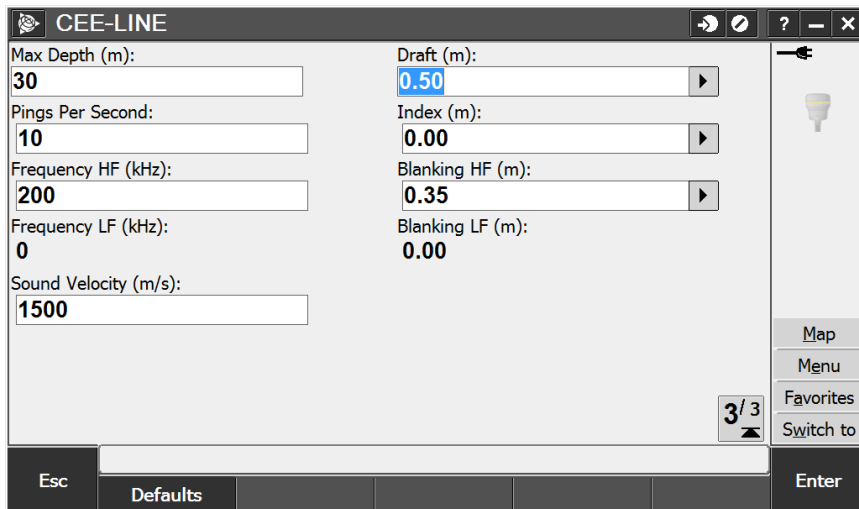 CEE-LINE
? — ×
Max Depth (m):
30
Pings Per Second:
10
Frequency HF (kHz):
200
Frequency LF (kHz):
0
Sound Velocity (m/s):
1500
Draft (m):
0.50
Index (m):
0.00
Blanking HF (m):
0.35
Blanking LF (m):
0.00
3/3
Map
Menu
Favorites
Switch to
Esc
Defaults
Enter